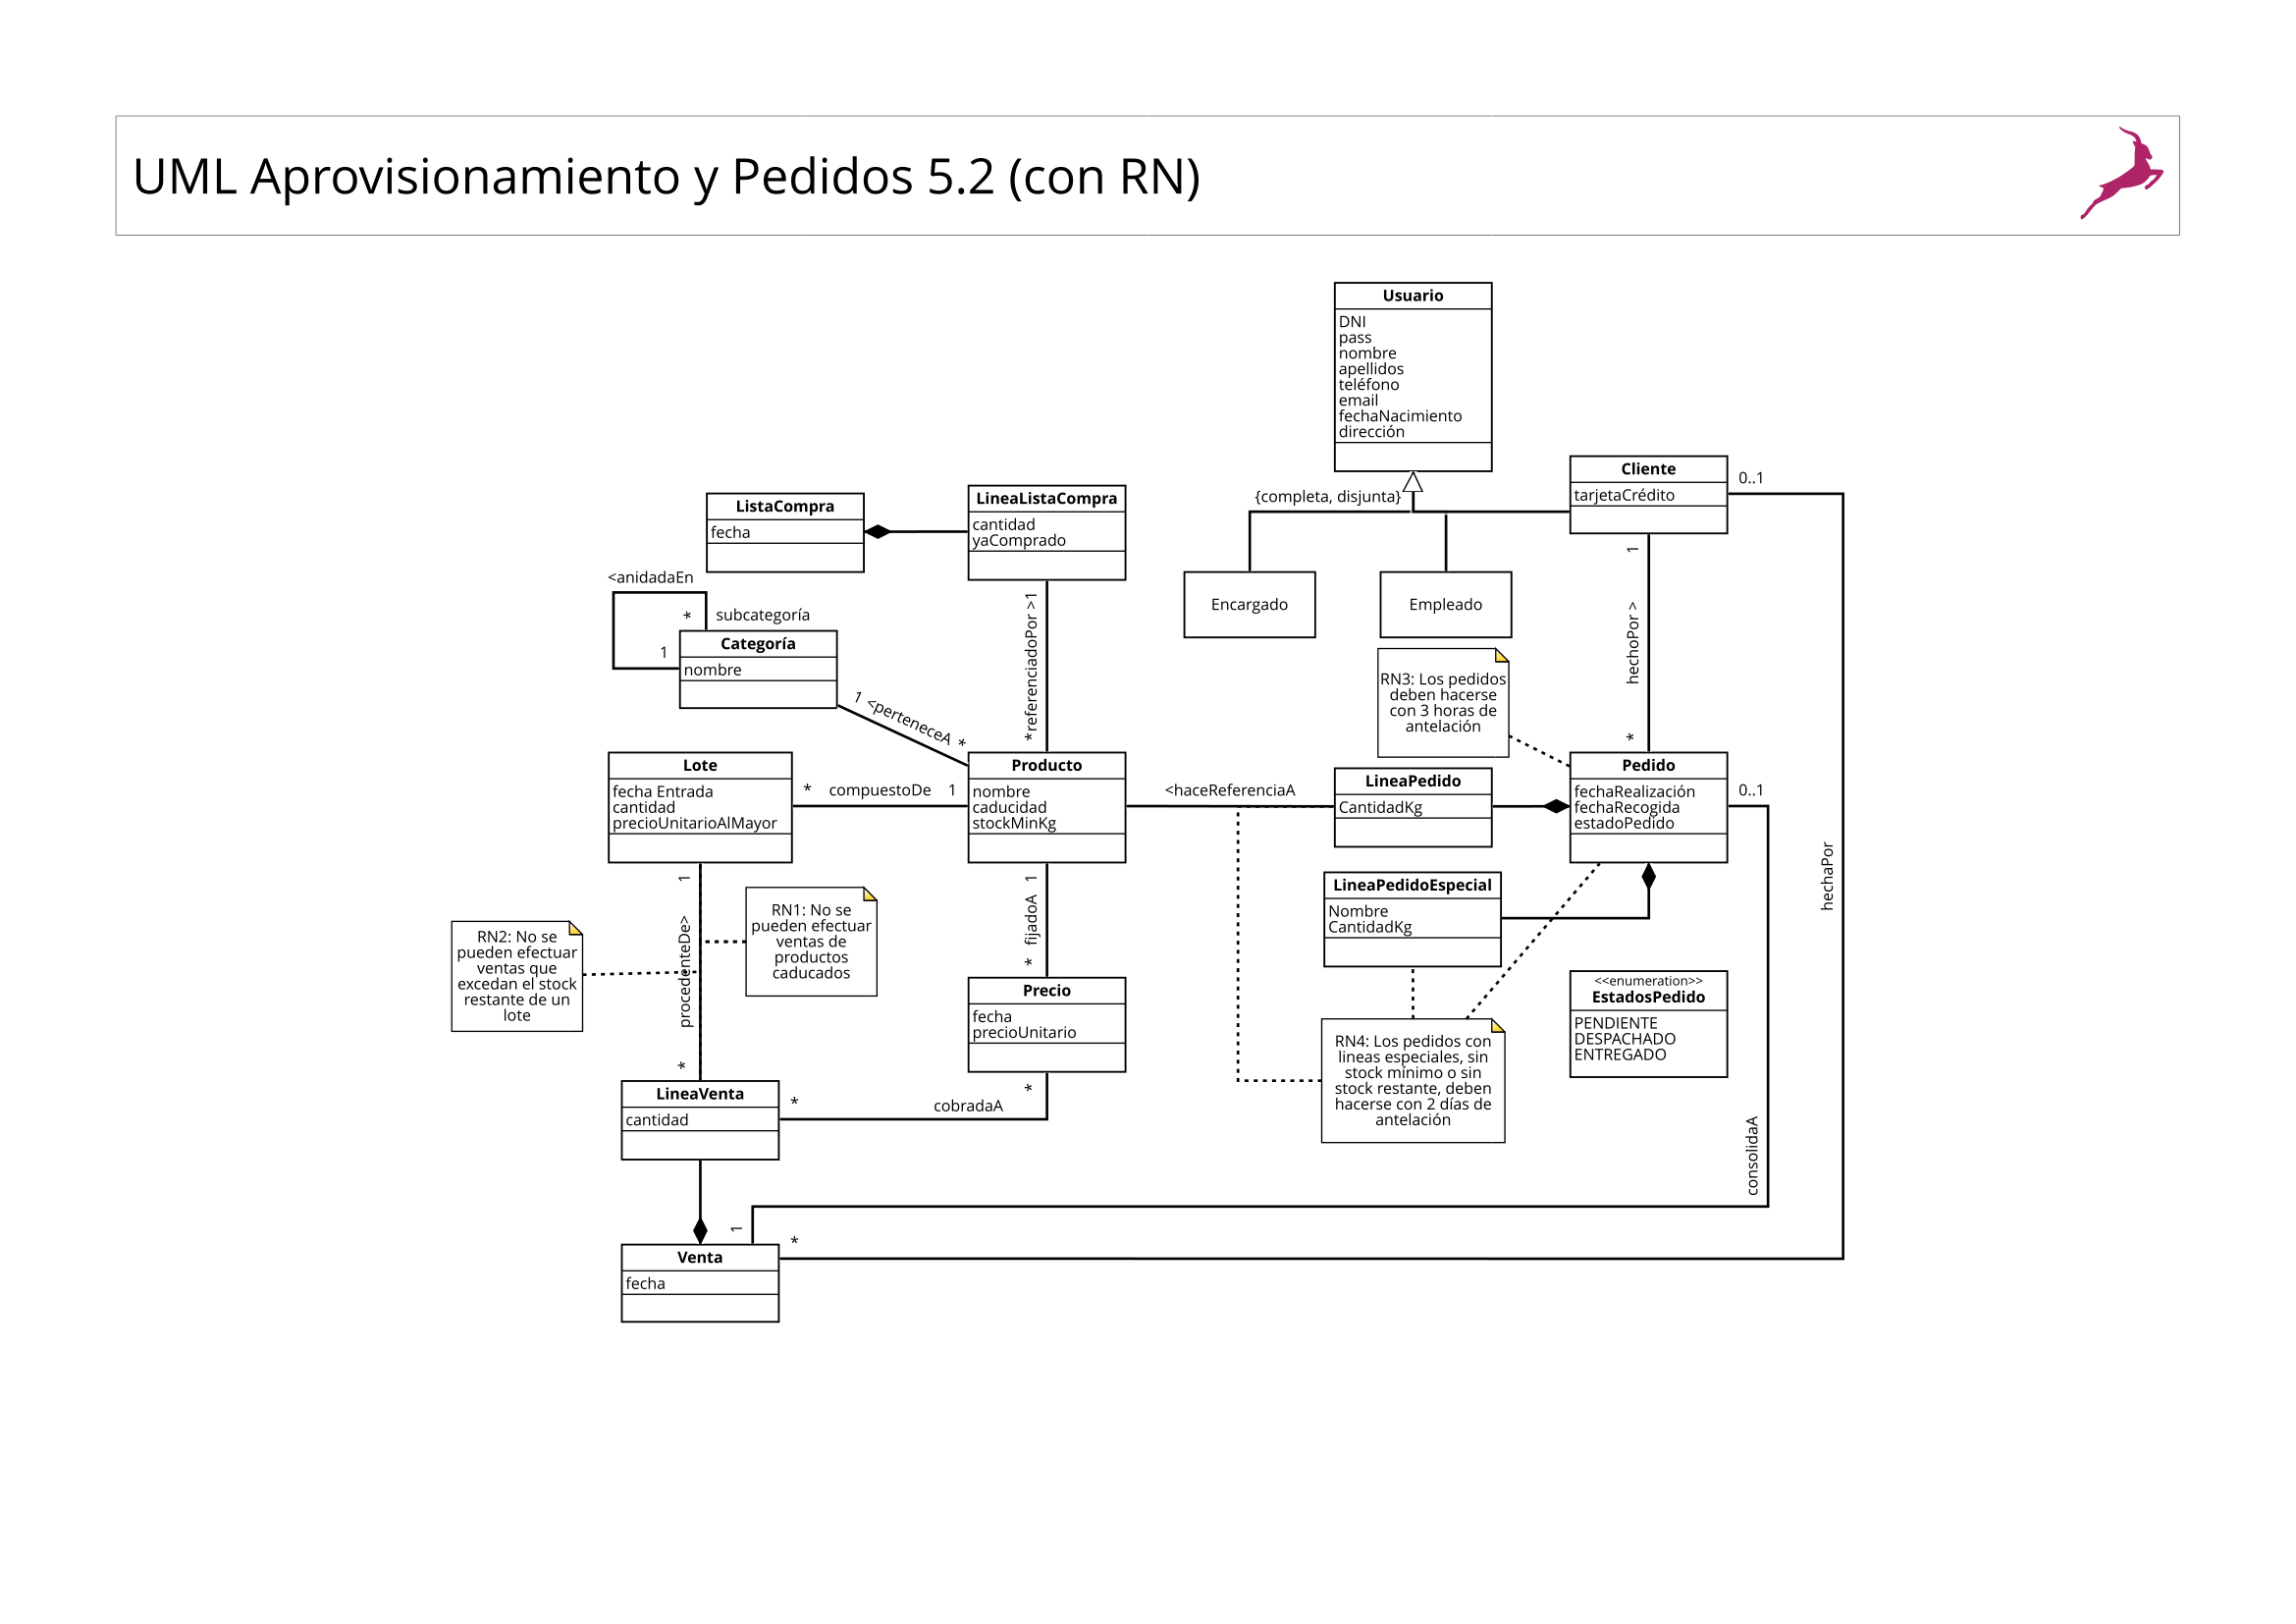 UML Aprovisionamiento y Pedidos 5.2 (con RN)
Usuario
DNI
pass
nombre
apellidos
teléfono
email
fechaNacimiento
dirección
{completa, disjunta}
Cliente
tarjetaCrédito
0..1
ListaCompra
fecha
LineaListaCompra
cantidad
yaComprado
Encargado
Empleado
<anidadaEn
* subcategoría
1
Categoría
nombre
1 <perteneceA *
*referenciadoPor >1
1
hechoPor >
*
RN3: Los pedidos
deben hacerse
con 3 horas de
antelación
Lote
fecha Entrada
cantidad
precioUnitarioAlMayor
* compuestoDe 1
Producto
nombre
caducidad
stockMinKg
<haceReferenciaA
LineaPedido
CantidadKg
Pedido
fechaRealización
fechaRecogida
estadoPedido
0..1
hechaPor
LineaPedidoEspecial
Nombre
CantidadKg
1
procedenteDe>
*
RN1: No se
pueden efectuar
ventas de
productos
caducados
RN2: No se
pueden efectuar
ventas que
excedan el stock
restante de un
lote
* fijadoA 1
Precio
fecha
precioUnitario
<<enumeration>>
EstadosPedido
PENDIENTE
DESPACHADO
ENTREGADO
RN4: Los pedidos con
lineas especiales, sin
stock mínimo o sin
stock restante, deben
hacerse con 2 días de
antelación
LineaVenta
cantidad
* cobradaA *
consolidaA
1
*
Venta
fecha